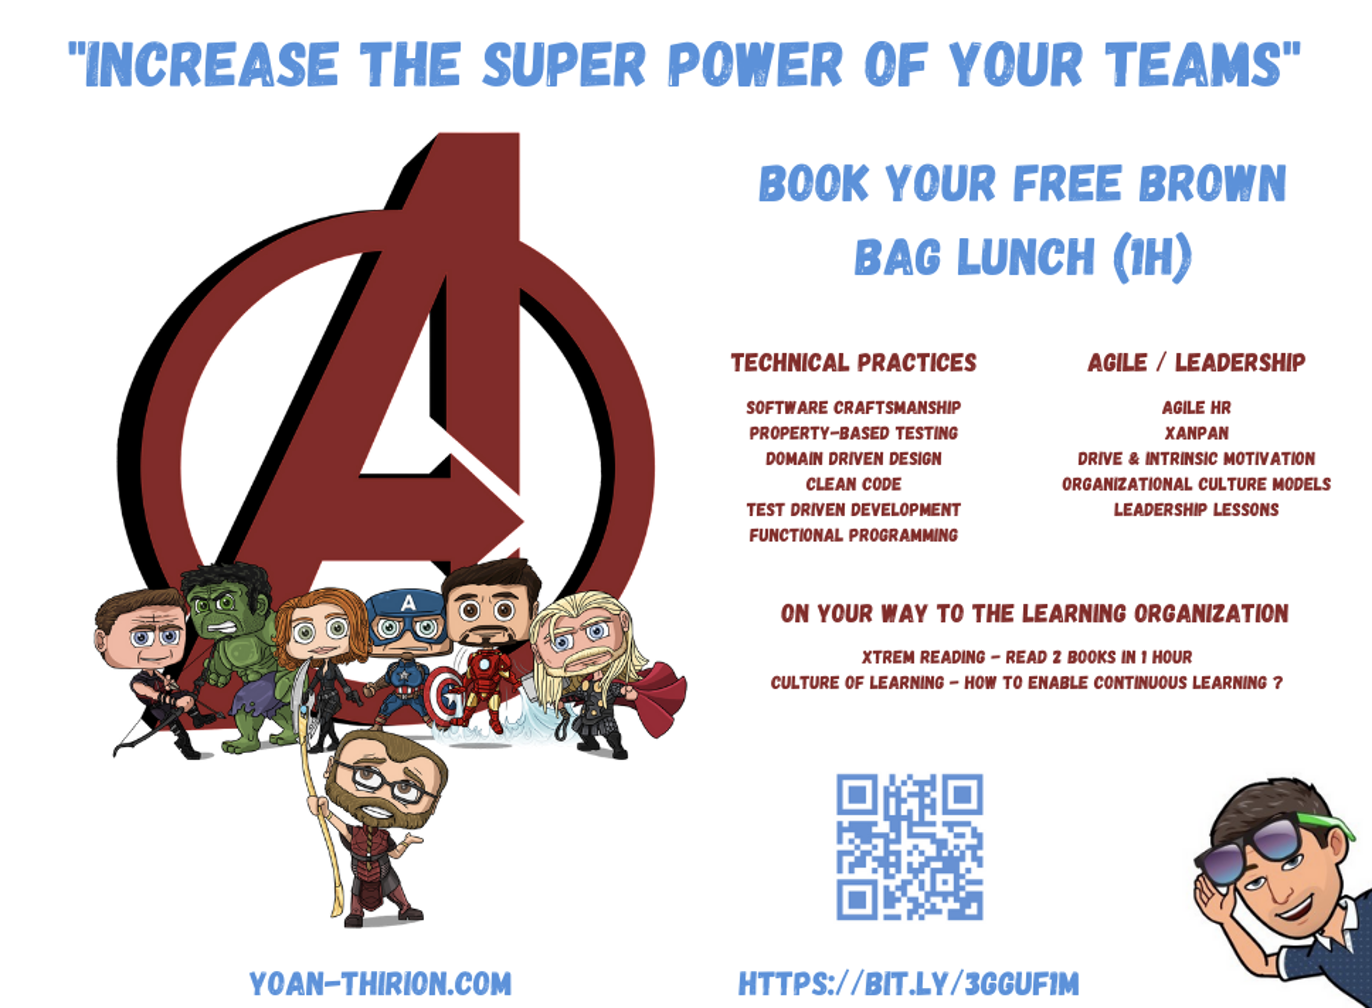 "INCREASE THE SUPER POWER OF YOUR TEAMS"
BOOK YOUR FREE BROWN
BAG LUNCH (1H)
TECHNICAL PRACTICES
SOFTWARE CRAFTSMANSHIP
PROPERTY-BASED TESTING
DOMAIN DRIVEN DESIGN
CLEAN CODE
TEST DRIVEN DEVELOPMENT
FUNCTIONAL PROGRAMMING
AGILE / LEADERSHIP
AGILE HR
XANPAN
DRIVE & INTRINSIC MOTIVATION
ORGANIZATIONAL CULTURE MODELS
LEADERSHIP LESSONS
ON YOUR WAY TO THE LEARNING ORGANIZATION
XTREM READING - READ 2 BOOKS IN 1 HOUR
CULTURE OF LEARNING - HOW TO ENABLE CONTINUOUS LEARNING ?
YOAN-THIRION.COM
HTTPS://BIT.LY/3GGUF1M